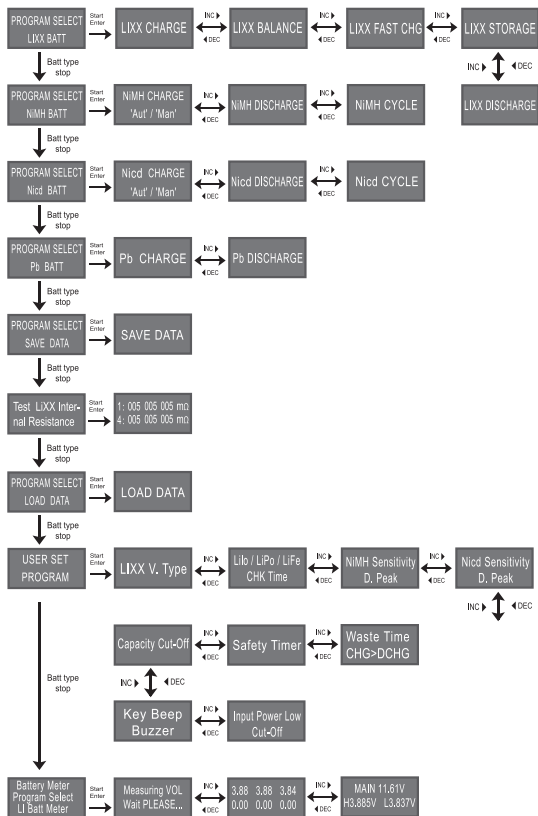 PROGRAM SELECT
LIXX BATT
Start
Enter
LIXX CHARGE
INC
DEC
LIXX BALANCE
INC
DEC
LIXX FAST CHG
INC
DEC
LIXX STORAGE
Batt type
stop
INC
DEC
PROGRAM SELECT
NiMH BATT
Start
Enter
NiMH CHARGE
'Aut' / 'Man'
INC
DEC
NiMH DISCHARGE
INC
DEC
NiMH CYCLE
LIXX DISCHARGE
Batt type
stop
PROGRAM SELECT
Nicd BATT
Start
Enter
Nicd CHARGE
'Aut' / 'Man'
INC
DEC
Nicd DISCHARGE
INC
DEC
Nicd CYCLE
Batt type
stop
PROGRAM SELECT
Pb BATT
Start
Enter
Pb CHARGE
INC
DEC
Pb DISCHARGE
Batt type
stop
PROGRAM SELECT
SAVE DATA
Start
Enter
SAVE DATA
Batt type
stop
Test LiXX Inter-
nal Resistance
Start
Enter
1: 005 005 005 mΩ
4: 005 005 005 mΩ
Batt type
stop
PROGRAM SELECT
LOAD DATA
Start
Enter
LOAD DATA
Batt type
stop
USER SET
PROGRAM
Start
Enter
LIXX V. Type
INC
DEC
LiIo / LiPo / LiFe
CHK Time
INC
DEC
NiMH Sensitivity
D. Peak
INC
DEC
Nicd Sensitivity
D. Peak
INC
DEC
Capacity Cut-Off
INC
DEC
Safety Timer
INC
DEC
Waste Time
CHG>DCHG
Batt type
stop
INC
DEC
Key Beep
Buzzer
INC
DEC
Input Power Low
Cut-Off
Battery Meter
Program Select
LI Batt Meter
Start
Enter
Measuring VOL
Wait PLEASE...
INC
DEC
3.88 3.88 3.84
0.00 0.00 0.00
INC
DEC
MAIN 11.61V
H3.885V L3.837V